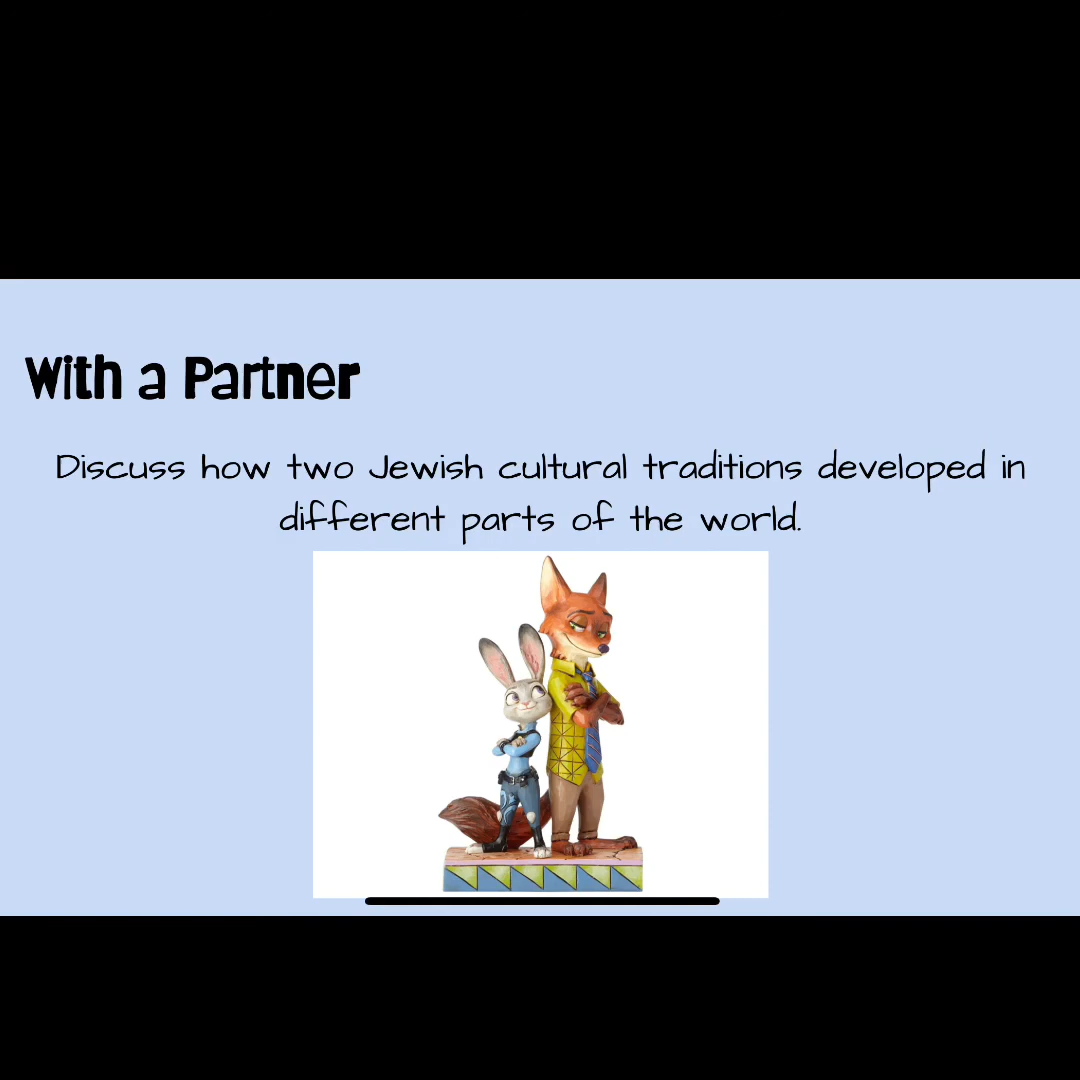 With a Partner
Discuss how two Jewish cultural traditions developed in
different parts of the world.